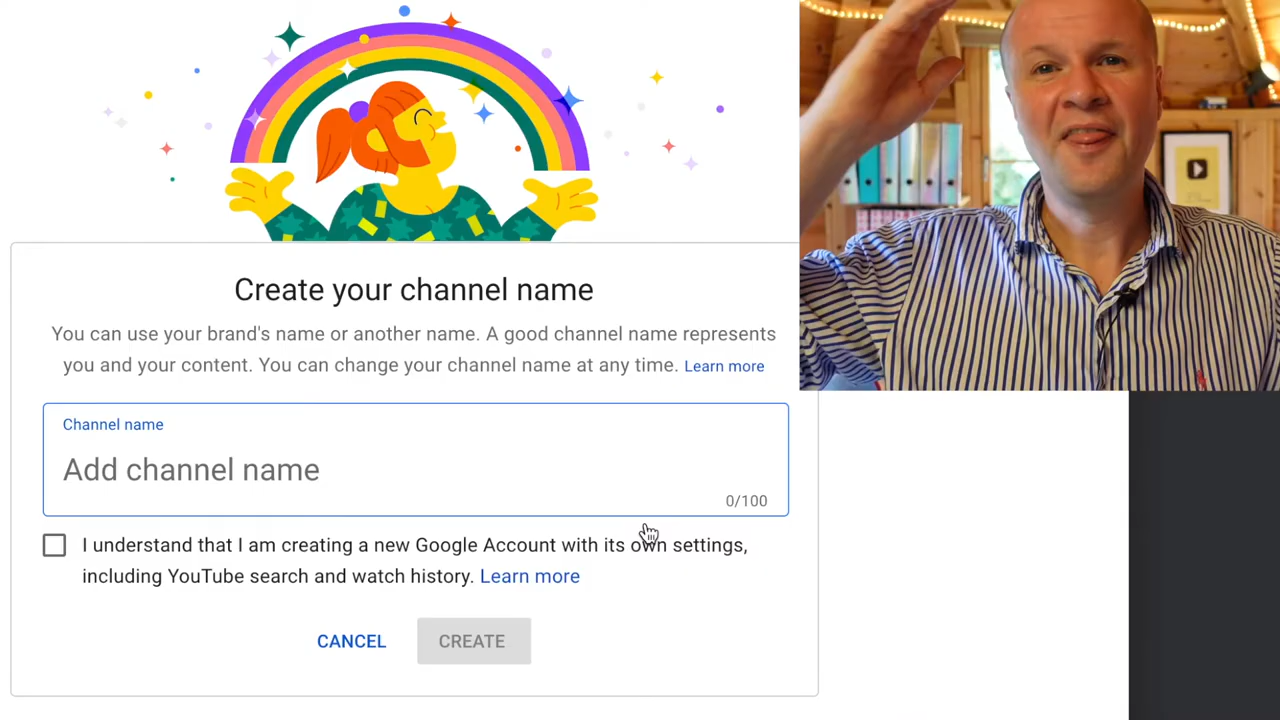 Create your channel name
You can use your brand's name or another name. A good channel name represents
you and your content. You can change your channel name at any time. Learn more
Channel name
Add channel name
0/100
I understand that I am creating a new Google Account with its own settings,
including YouTube search and watch history. Learn more
CANCEL
CREATE